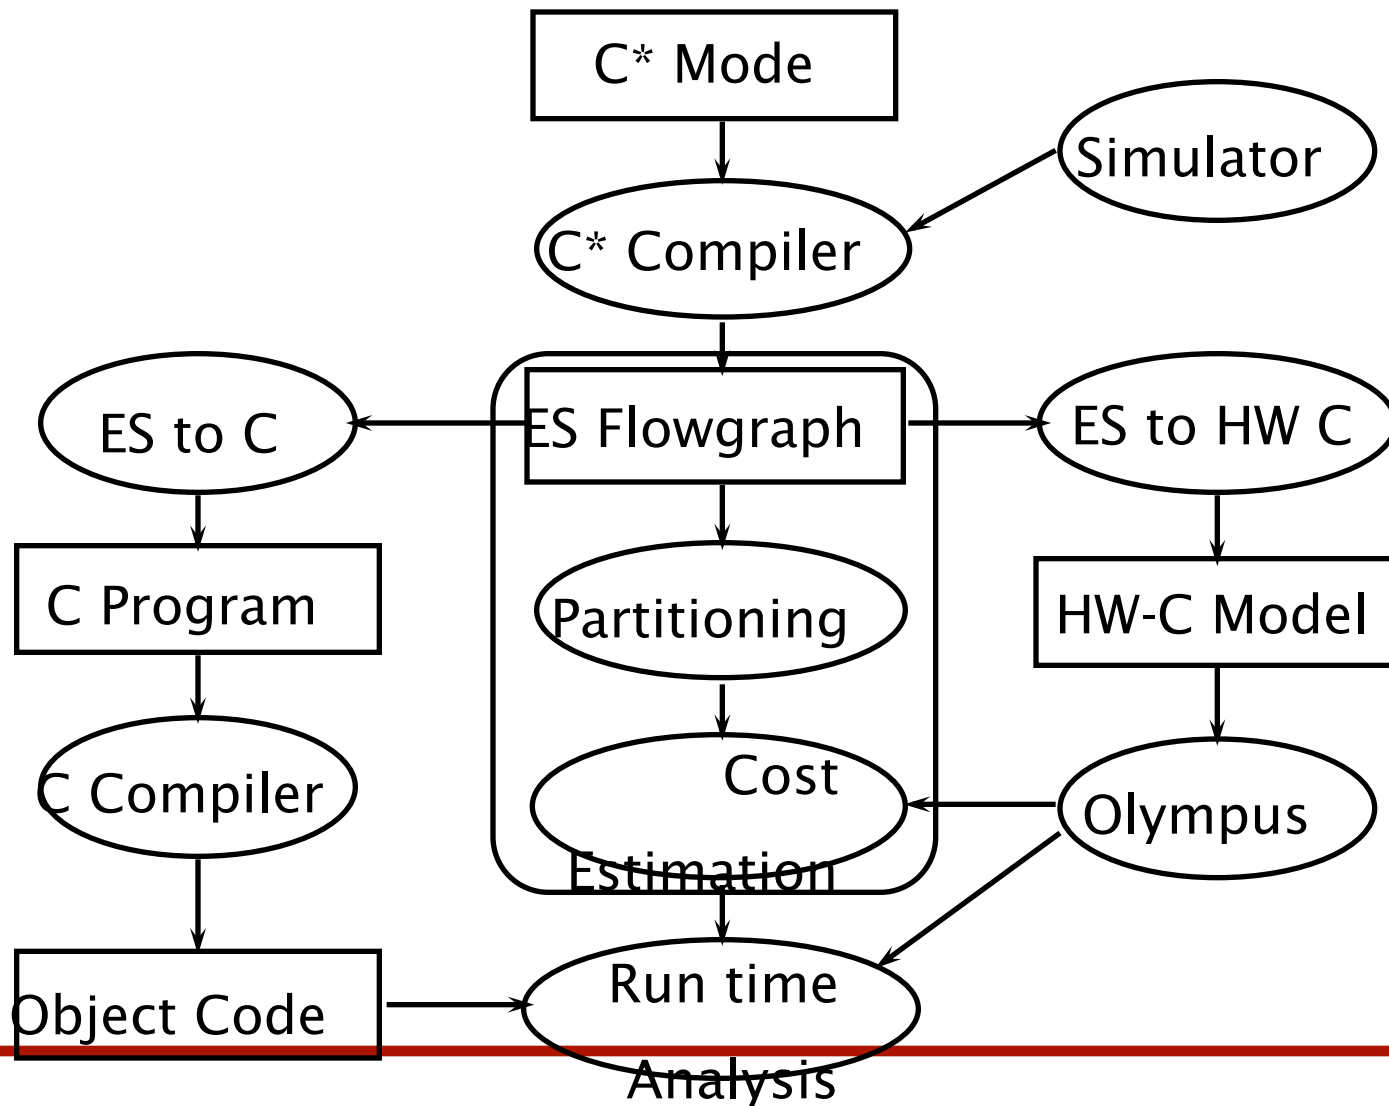 C* Mode
Simulator
C* Compiler
ES to C
ES Flowgraph
ES to HW C
C Program
Partitioning
HW-C Model
C Compiler
Cost
Estimation
Olympus
Object Code
Run time
Analysis